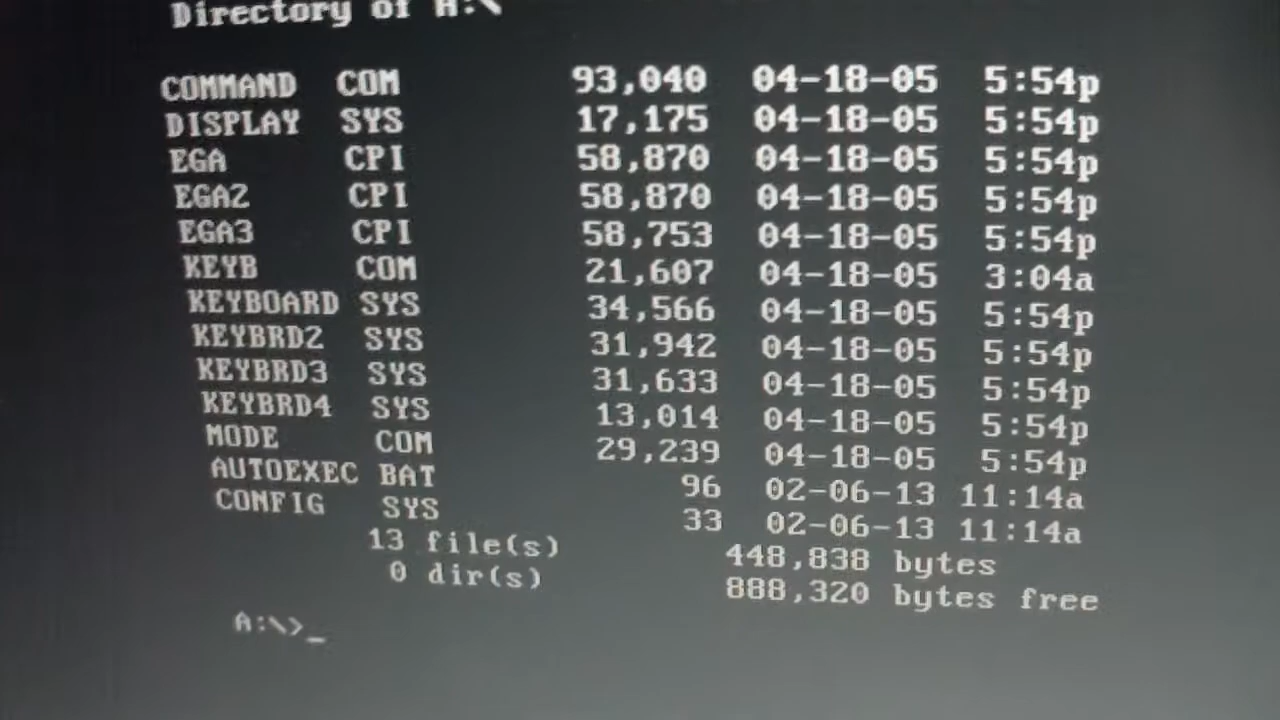 Directory of A:\
COMMAND COM 93,040 04-18-05 5:54p
DISPLAY SYS 17,175 04-18-05 5:54p
EGA CPI 58,870 04-18-05 5:54p
EGA2 CPI 58,870 04-18-05 5:54p
EGA3 CPI 58,753 04-18-05 5:54p
KEYB COM 21,607 04-18-05 3:04a
KEYBOARD SYS 34,566 04-18-05 5:54p
KEYBRD2 SYS 31,942 04-18-05 5:54p
KEYBRD3 SYS 31,633 04-18-05 5:54p
KEYBRD4 SYS 13,014 04-18-05 5:54p
MODE COM 29,239 04-18-05 5:54p
AUTOEXEC BAT 96 02-06-13 11:14a
CONFIG SYS 33 02-06-13 11:14a
13 file(s) 448,838 bytes
0 dir(s) 888,320 bytes free
A:\>_